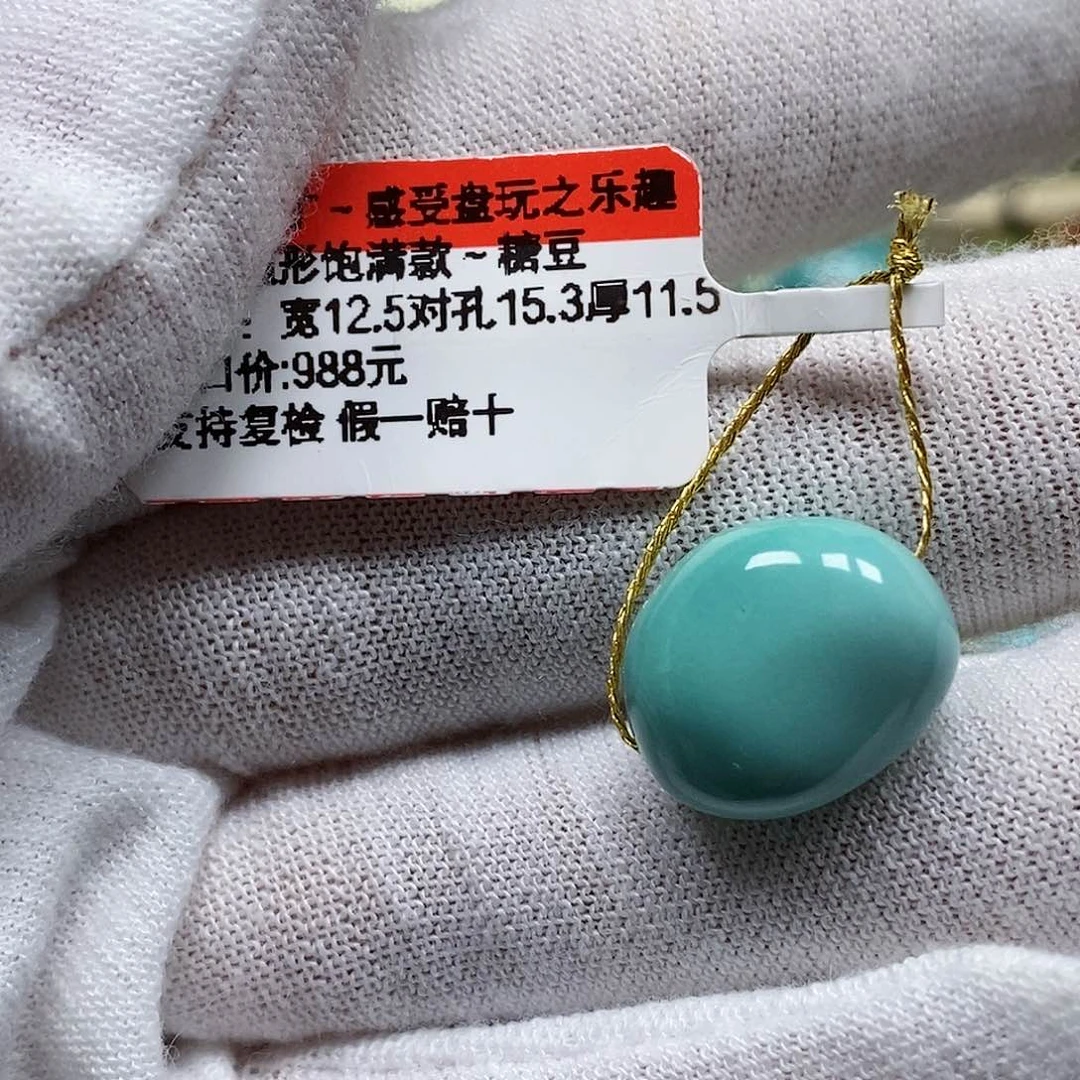 ~感受盘玩之乐趣
形饱满款~糖豆
: 宽12.5对孔15.3厚11.5
口价:988元
支持复检 假一赔十